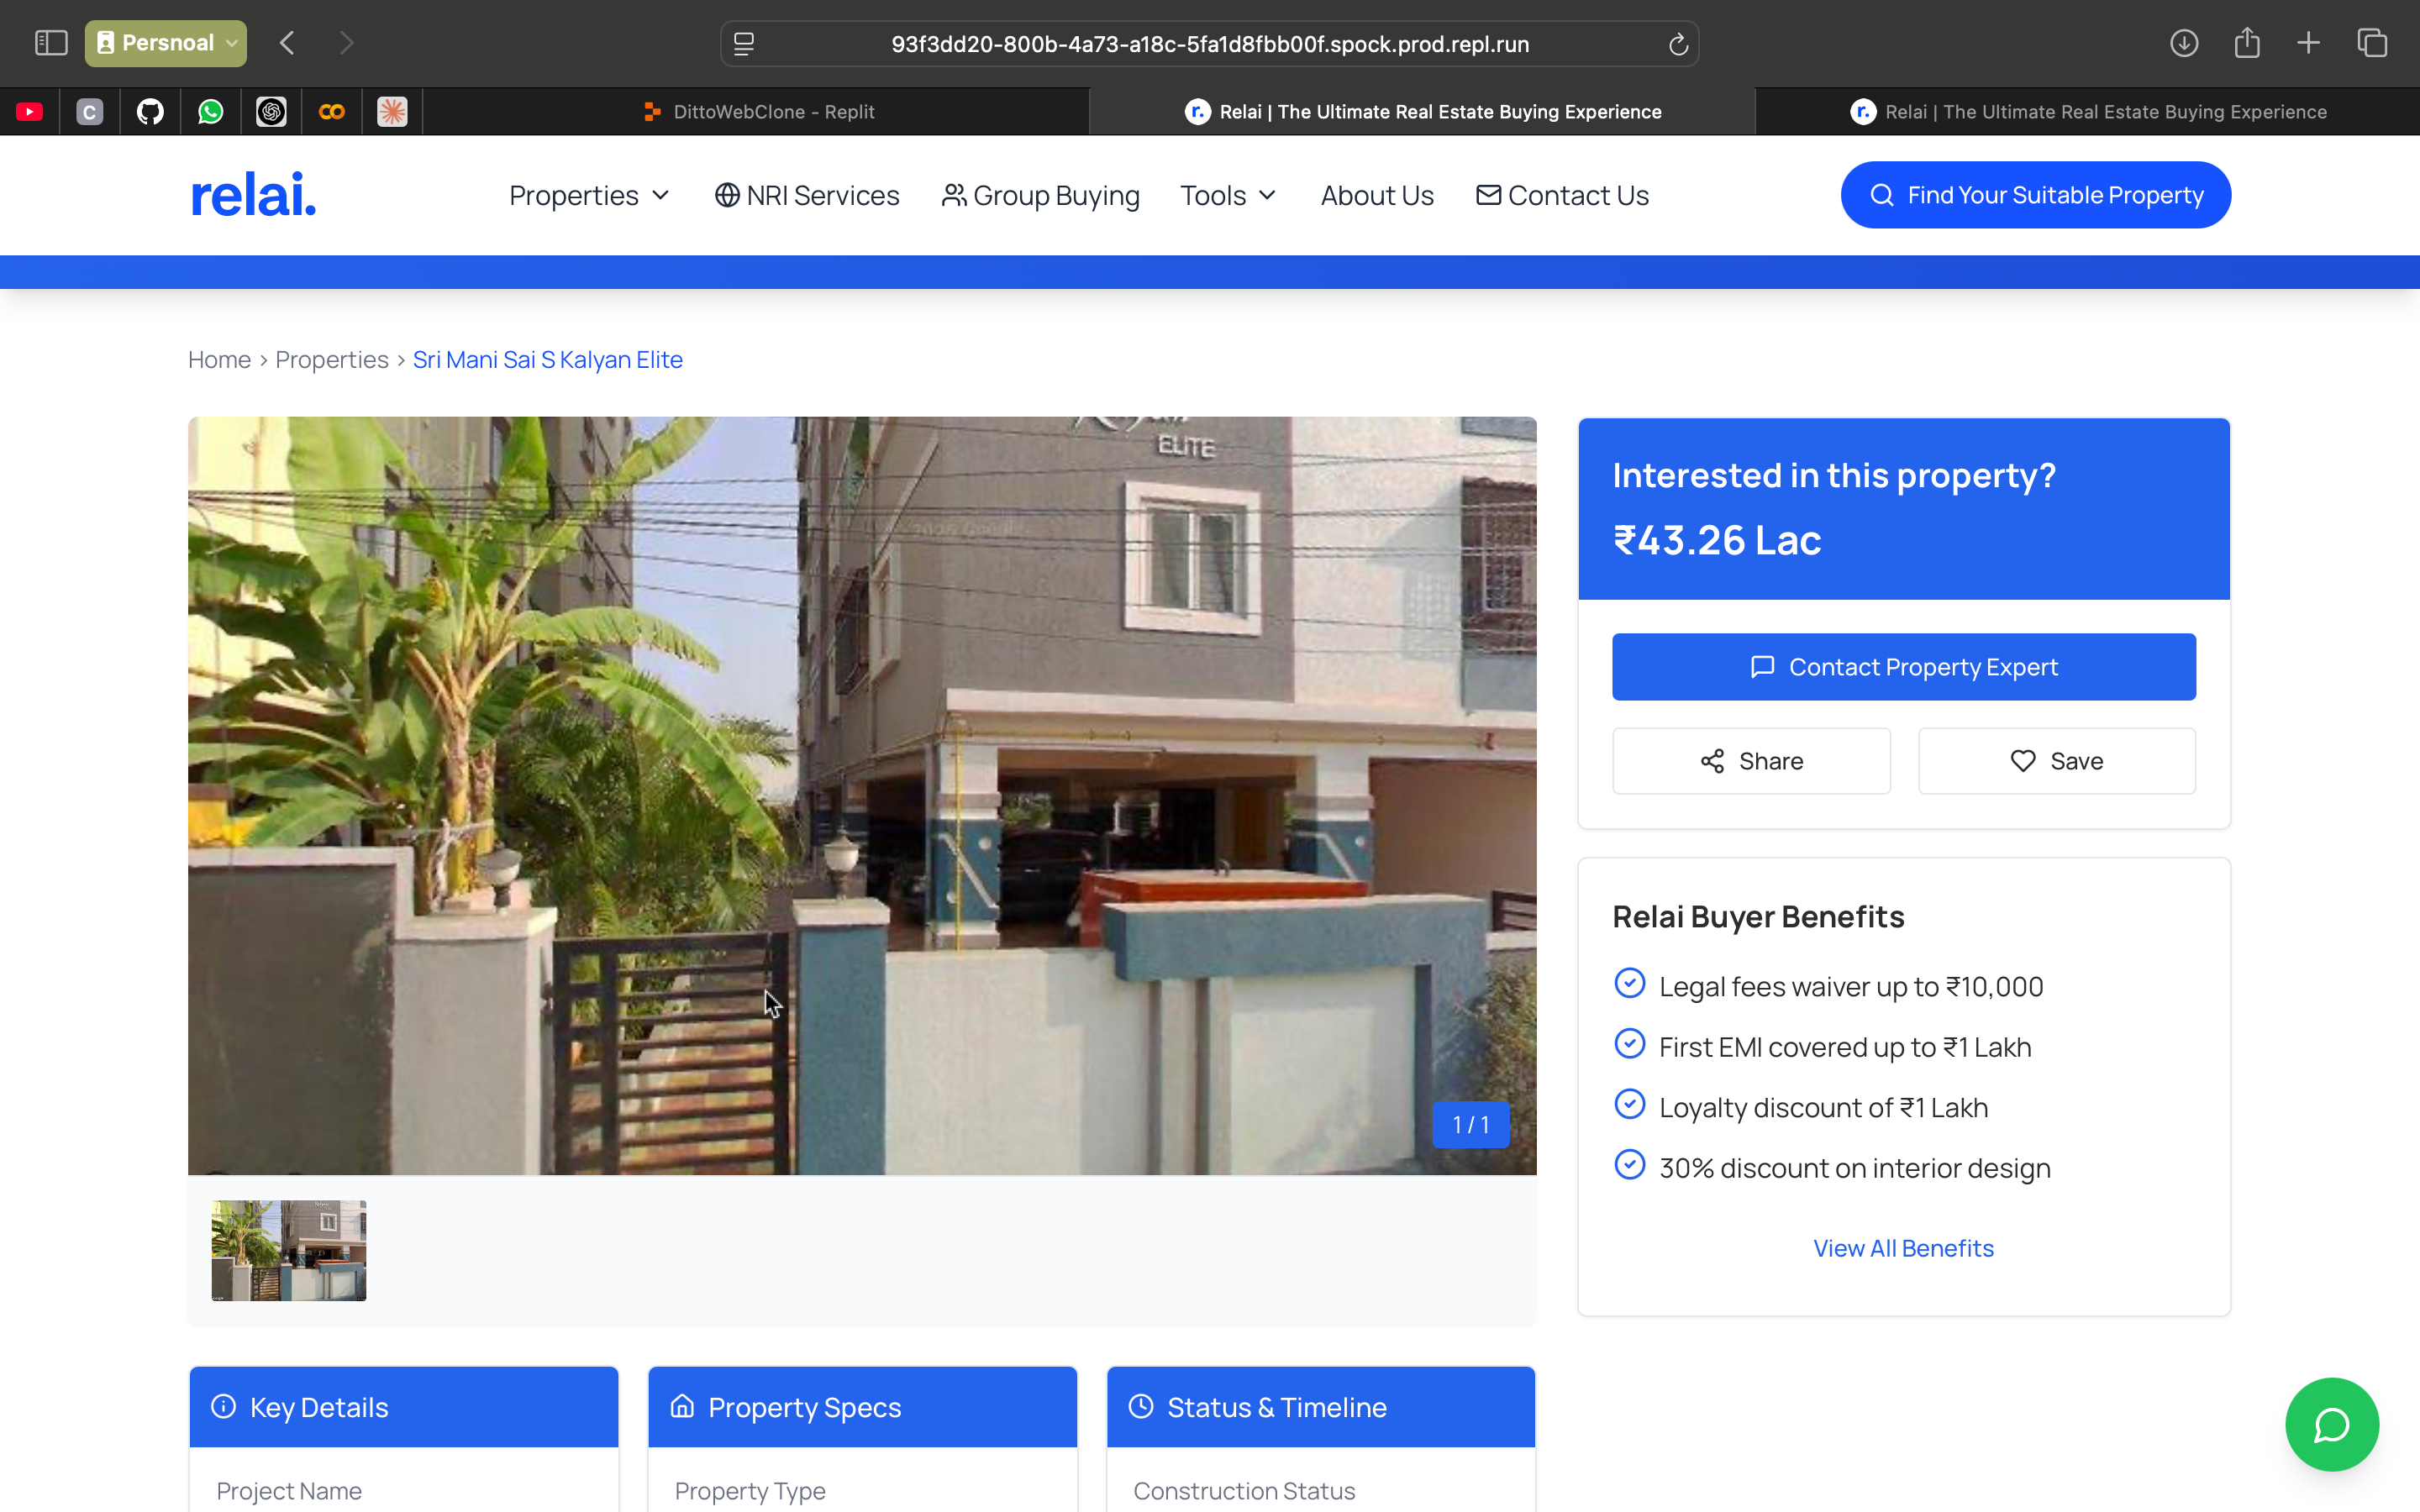 Persnoal
93f3dd20-800b-4a73-a18c-5fa1d8fbb00f.spock.prod.repl.run
C
DittoWebClone - Replit
r.
Relai | The Ultimate Real Estate Buying Experience
r.
Relai | The Ultimate Real Estate Buying Experience
relai.
Properties
NRI Services
Group Buying
Tools
About Us
Contact Us
Find Your Suitable Property
Home > Properties > Sri Mani Sai S Kalyan Elite
ELITE
1 / 1
Interested in this property?
₹43.26 Lac
Contact Property Expert
Share
Save
Relai Buyer Benefits
Legal fees waiver up to ₹10,000
First EMI covered up to ₹1 Lakh
Loyalty discount of ₹1 Lakh
30% discount on interior design
View All Benefits
Key Details
Project Name
Property Specs
Property Type
Status & Timeline
Construction Status